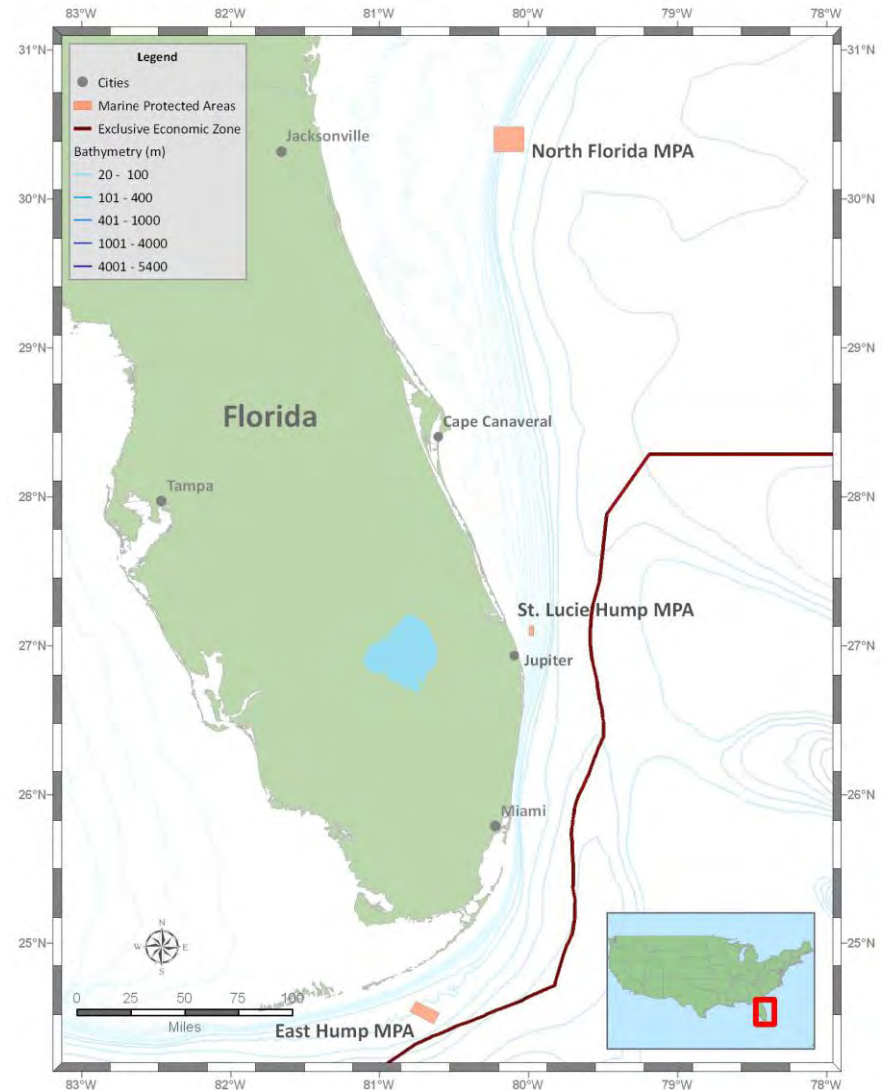 83°W 82°W 81°W 80°W 79°W 78°W
31°N 31°N
Legend
Cities
Marine Protected Areas
Exclusive Economic Zone
Bathymetry (m)
20 - 100
101 - 400
401 - 1000
1001 - 4000
4001 - 5400
Jacksonville
North Florida MPA
30°N 30°N
29°N 29°N
Florida
Cape Canaveral
28°N 28°N
Tampa
St. Lucie Hump MPA
27°N 27°N
Jupiter
26°N 26°N
Miami
25°N 25°N
N
W E
S
0 25 50 75 100
Miles
East Hump MPA
83°W 82°W 81°W 80°W 79°W 78°W